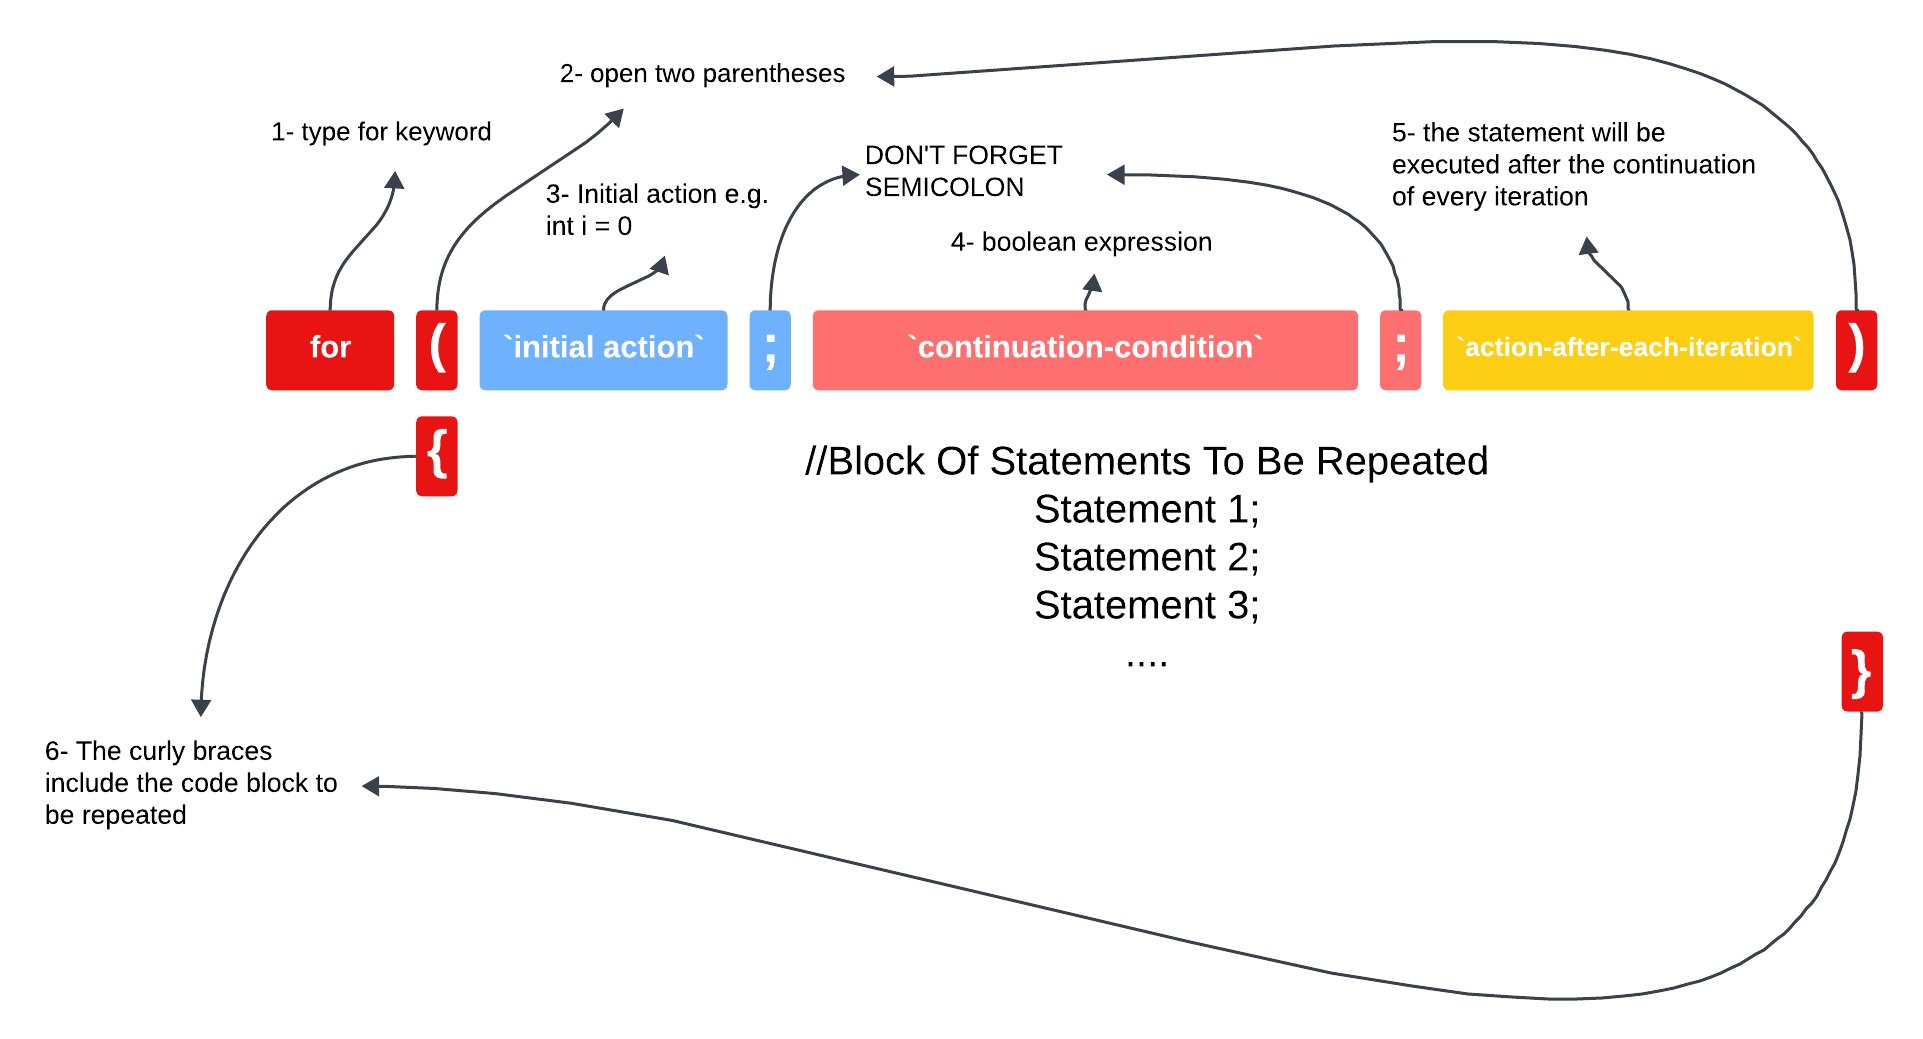 2- open two parentheses
1- type for keyword
5- the statement will be
executed after the continuation
of every iteration
DON'T FORGET
SEMICOLON
3- Initial action e.g.
int i = 0
4- boolean expression
for ( `initial action` ; `continuation-condition` ; `action-after-each-iteration` )
{
//Block Of Statements To Be Repeated
Statement 1;
Statement 2;
Statement 3;
....
}
6- The curly braces
include the code block to
be repeated